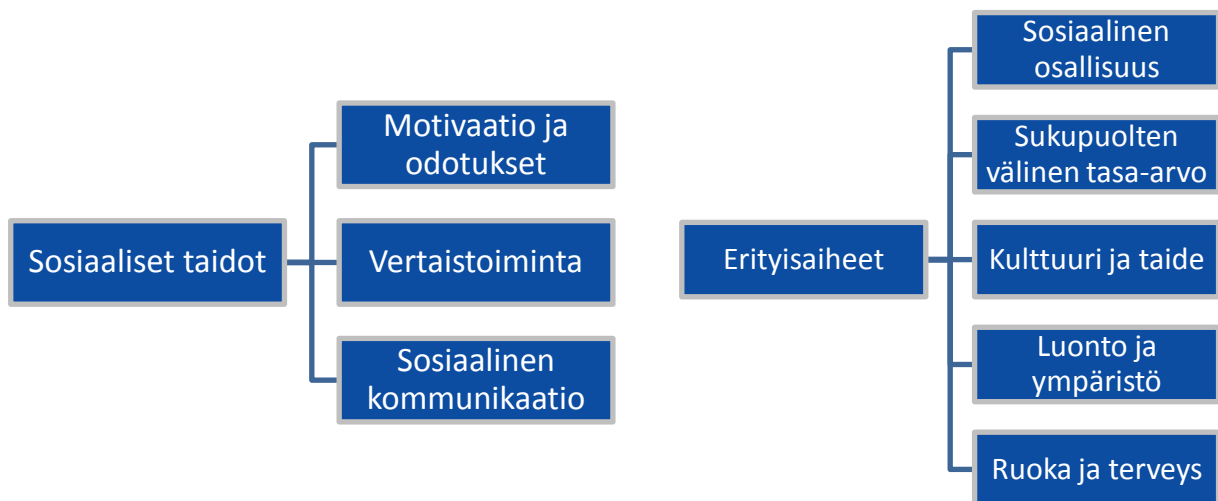 Sosiaaliset taidot
Motivaatio ja
odotukset
Vertaistoiminta
Sosiaalinen
kommunikaatio
Erityisaiheet
Sosiaalinen
osallisuus
Sukupuolten
välinen tasa-arvo
Kulttuuri ja taide
Luonto ja
ympäristö
Ruoka ja terveys